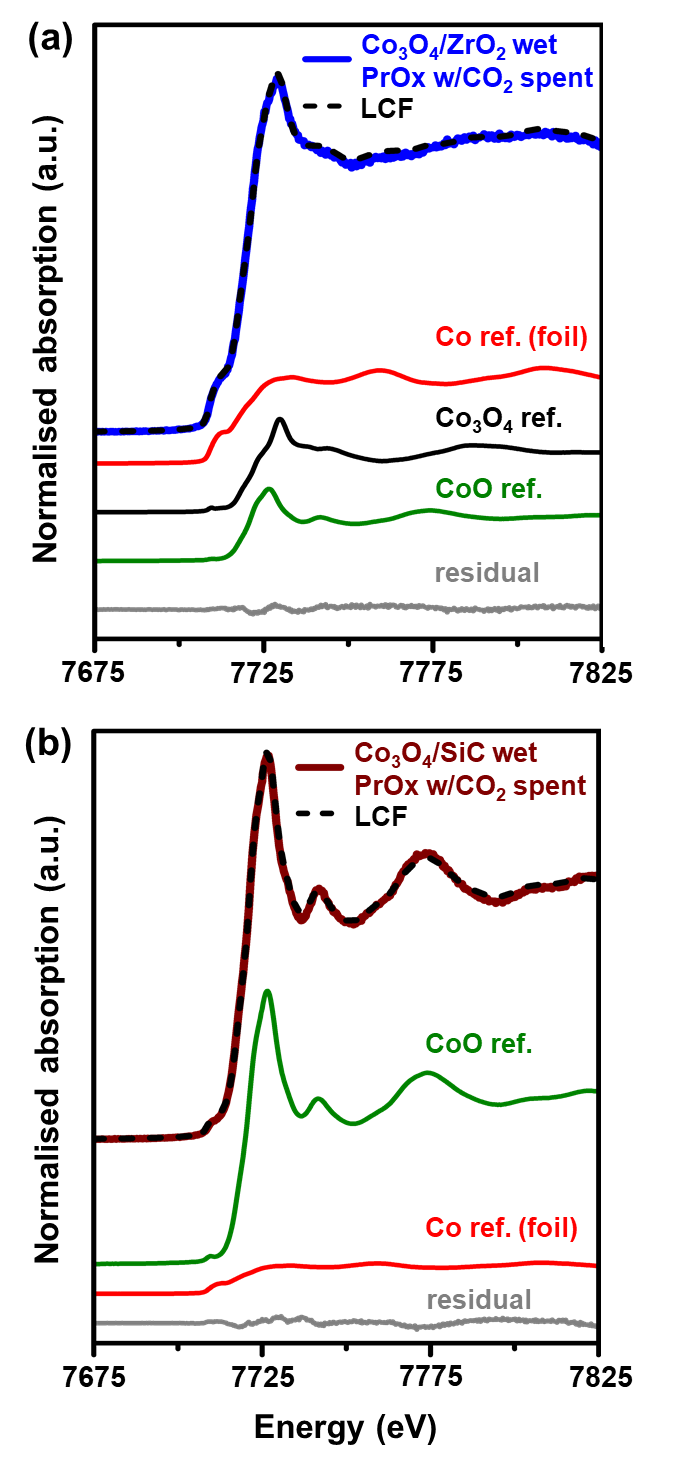 (a)
Co₃O₄/ZrO₂ wet
PrOx w/CO₂ spent
LCF
Normalised absorption (a.u.)
Co ref. (foil)
Co₃O₄ ref.
CoO ref.
residual
7675 7725 7775 7825
(b)
Co₃O₄/SiC wet
PrOx w/CO₂ spent
LCF
Normalised absorption (a.u.)
CoO ref.
Co ref. (foil)
residual
7675 7725 7775 7825
Energy (eV)